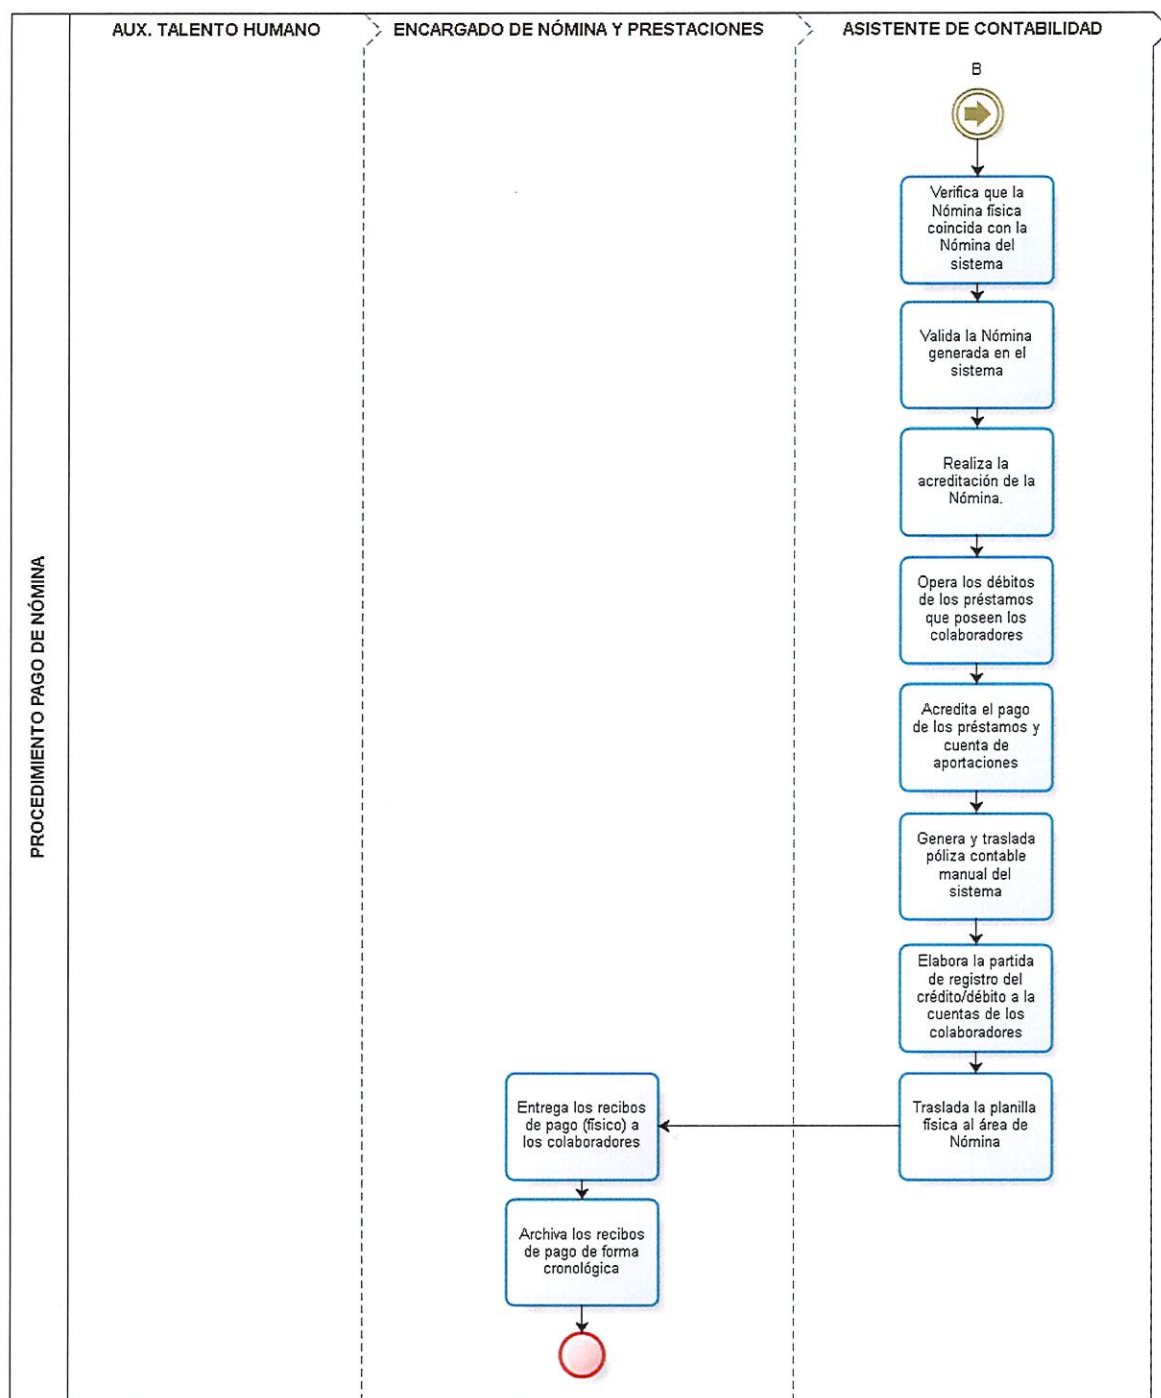 AUX. TALENTO HUMANO
ENCARGADO DE NÓMINA Y PRESTACIONES
ASISTENTE DE CONTABILIDAD
PROCEDIMIENTO PAGO DE NÓMINA
B
Verifica que la
Nómina física
coincida con la
Nómina del
sistema
Valida la Nómina
generada en el
sistema
Realiza la
acreditación de la
Nómina.
Opera los débitos
de los préstamos
que poseen los
colaboradores
Acredita el pago
de los préstamos y
cuenta de
aportaciones
Genera y traslada
póliza contable
manual del
sistema
Elabora la partida
de registro del
crédito/débito a la
cuentas de los
colaboradores
Traslada la planilla
física al área de
Nómina
Entrega los recibos
de pago (físico) a
los colaboradores
Archiva los recibos
de pago de forma
cronológica